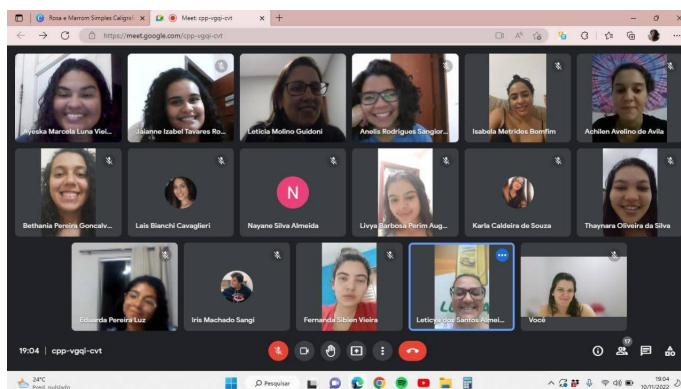 Rosa e Marrom Simples Caligraf
Meet: cpp-vgqi-cvt
https://meet.google.com/cpp-vgqi-cvt
Ayeska Marcela Luna Viei...
Jaianne Izabel Tavares Ro...
Letícia Molino Guidoni
Anelis Rodrigues Sangior...
Isabela Metrides Bomfim
Achilen Avelino de Avila
Bethania Pereira Goncalv...
Lais Bianchi Cavaglieri
N
Nayane Silva Almeida
Livya Barbosa Perim Aug...
Karla Caldeira de Souza
Thaynara Oliveira da Silva
Eduarda Pereira Luz
Iris Machado Sangi
Fernanda Sibien Vieira
Leticya dos Santos Almei...
Você
19:04 | cpp-vgqi-cvt
17
24°C
Pred. nublado
Pesquisar
19:04
10/11/2022